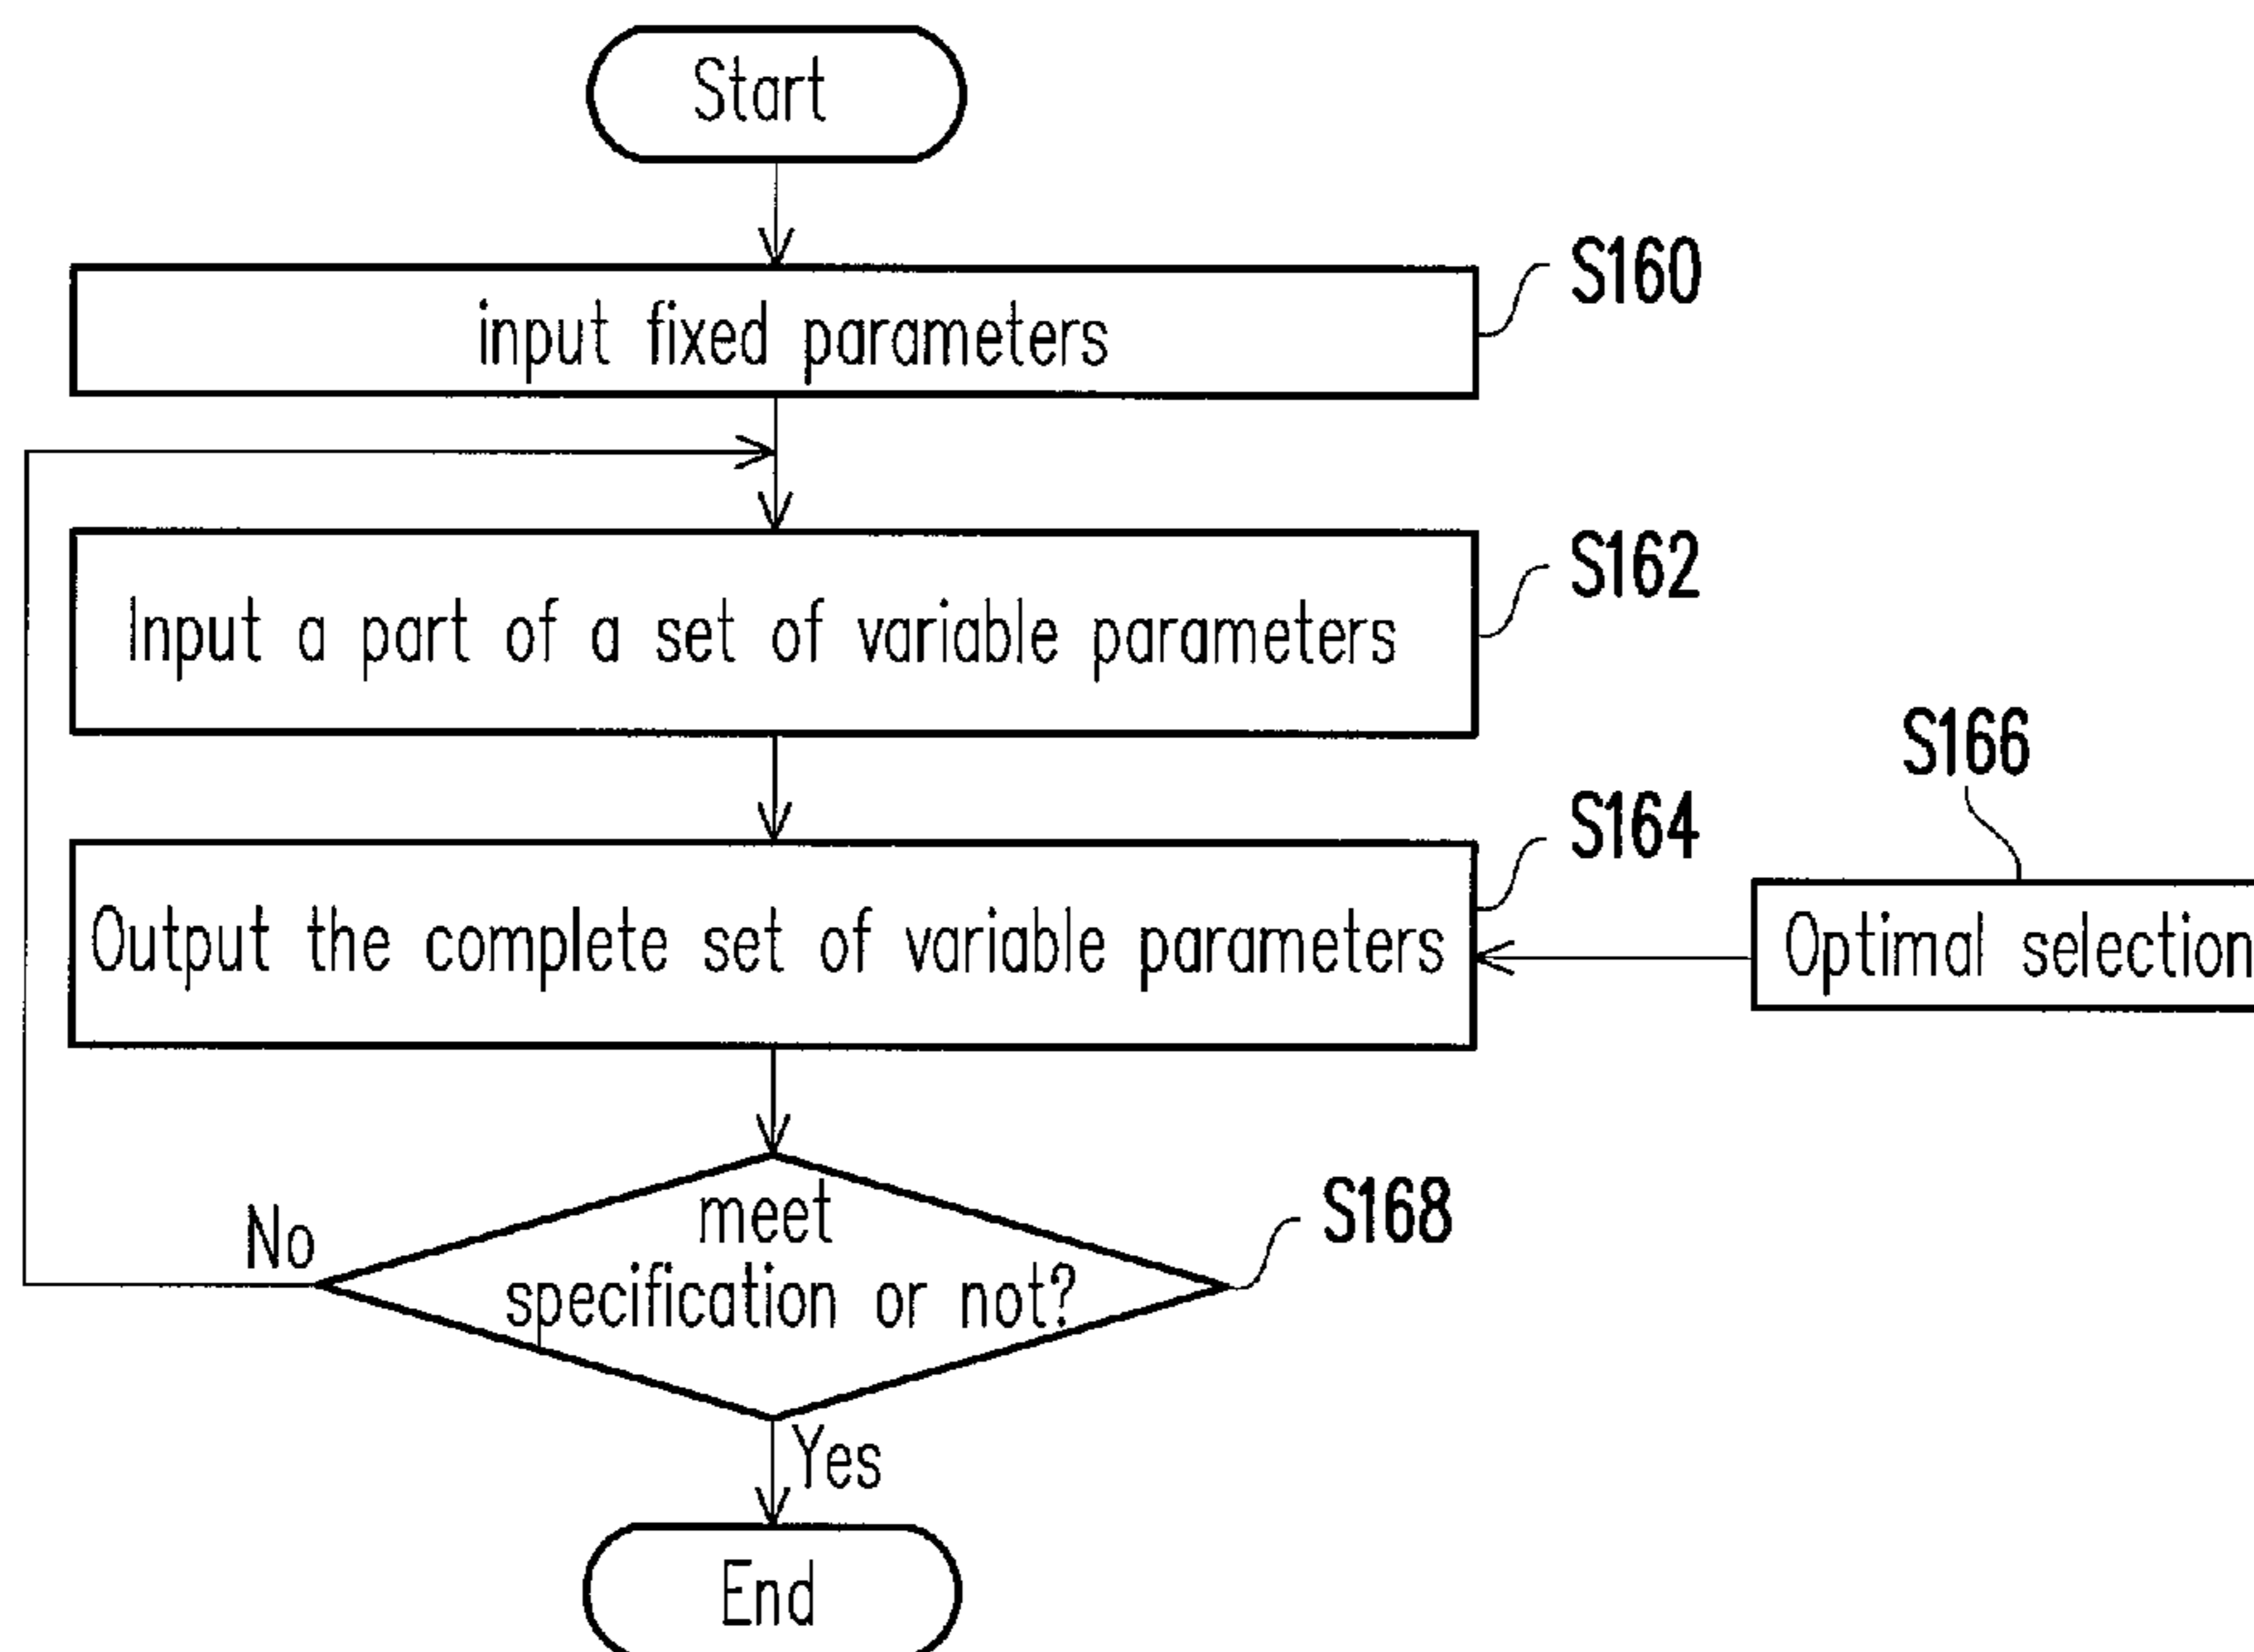 Start
input fixed parameters
S160
Input a part of a set of variable parameters
S162
Output the complete set of variable parameters
S164
S166
Optimal selection
meet
specification or not?
S168
No
Yes
End